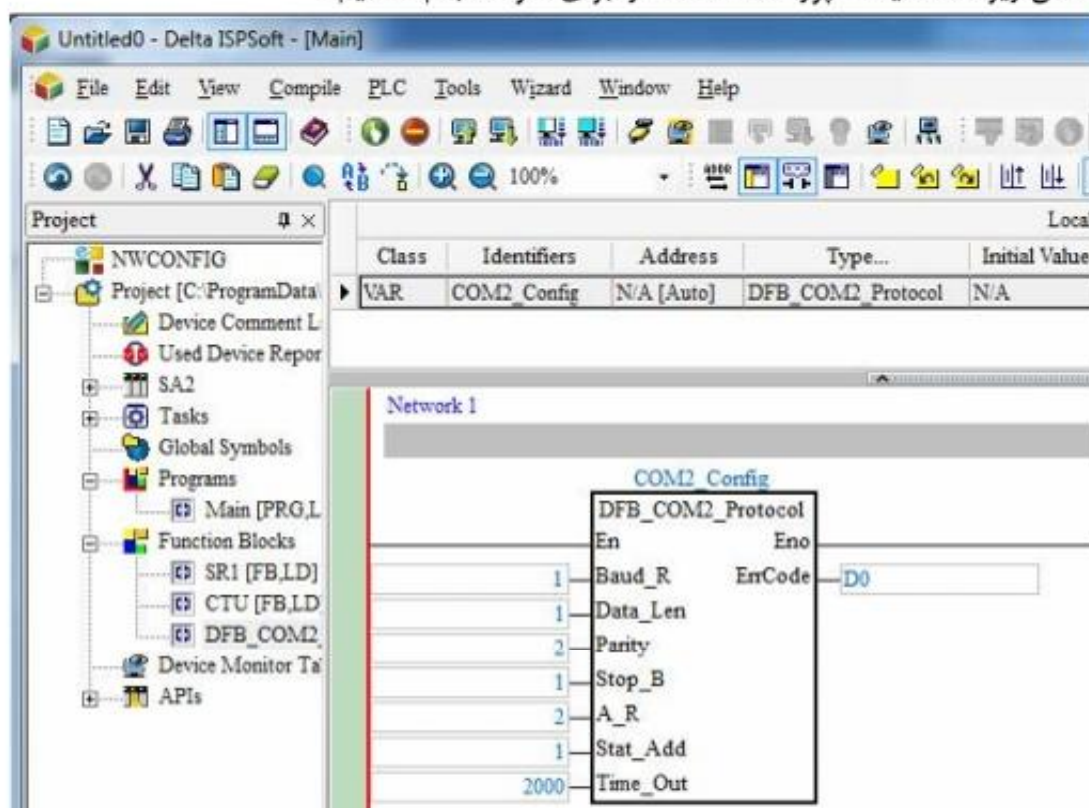 Untitled0 - Delta ISPSoft - [Main]
File Edit View Compile PLC Tools Wizard Window Help
100%
Project
NWCONFIG
Project [C:\ProgramData\
Device Comment L
Used Device Repor
SA2
Tasks
Global Symbols
Programs
Main [PRG,L
Function Blocks
SR1 [FB,LD]
CTU [FB,LD
DFB_COM2_
Device Monitor Ta
APIs
Loca
Class Identifiers Address Type... Initial Value
VAR COM2_Config N/A [Auto] DFB_COM2_Protocol N/A
Network 1
COM2_Config
DFB_COM2_Protocol
En Eno
1 Baud_R ErrCode D0
1 Data_Len
2 Parity
1 Stop_B
2 A_R
1 Stat_Add
2000 Time_Out